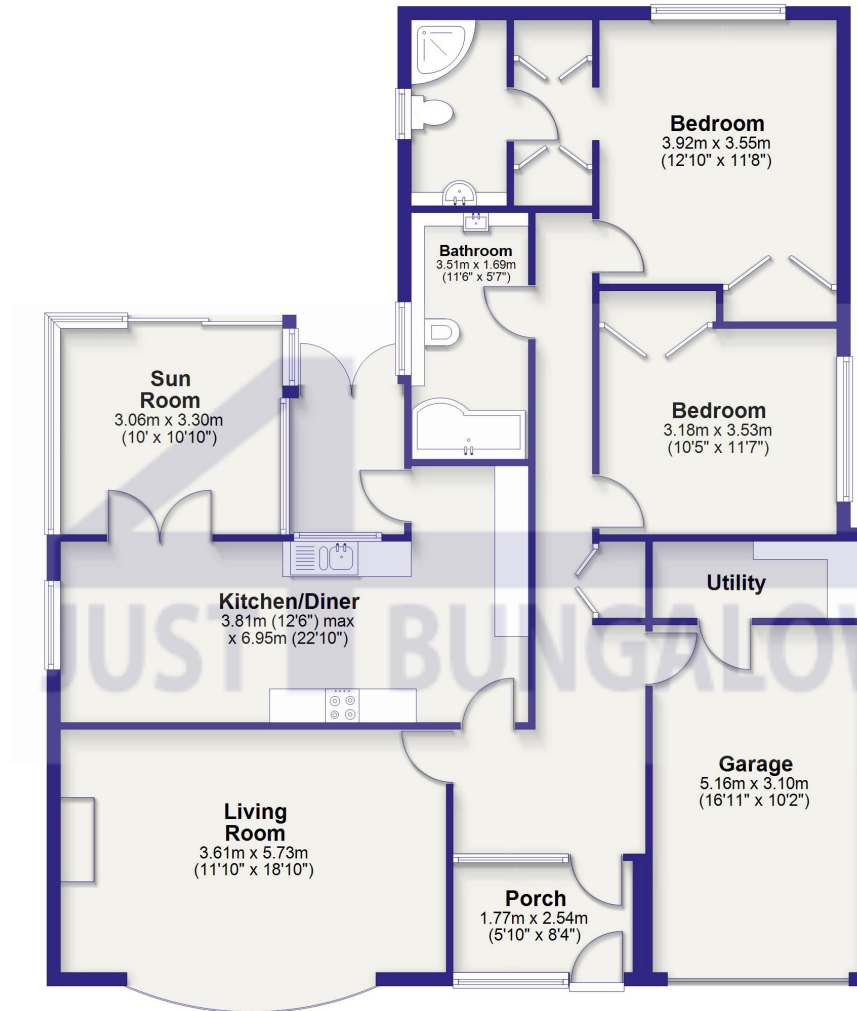 Bedroom
3.92m x 3.55m
(12'10" x 11'8")
Bathroom
3.51m x 1.69m
(11'6" x 5'7")
Sun
Room
3.06m x 3.30m
(10' x 10'10")
Bedroom
3.18m x 3.53m
(10'5" x 11'7")
Utility
Kitchen/Diner
3.81m (12'6") max
x 6.95m (22'10")
JUST BUNGALOW
Garage
5.16m x 3.10m
(16'11" x 10'2")
Living
Room
3.61m x 5.73m
(11'10" x 18'10")
Porch
1.77m x 2.54m
(5'10" x 8'4")